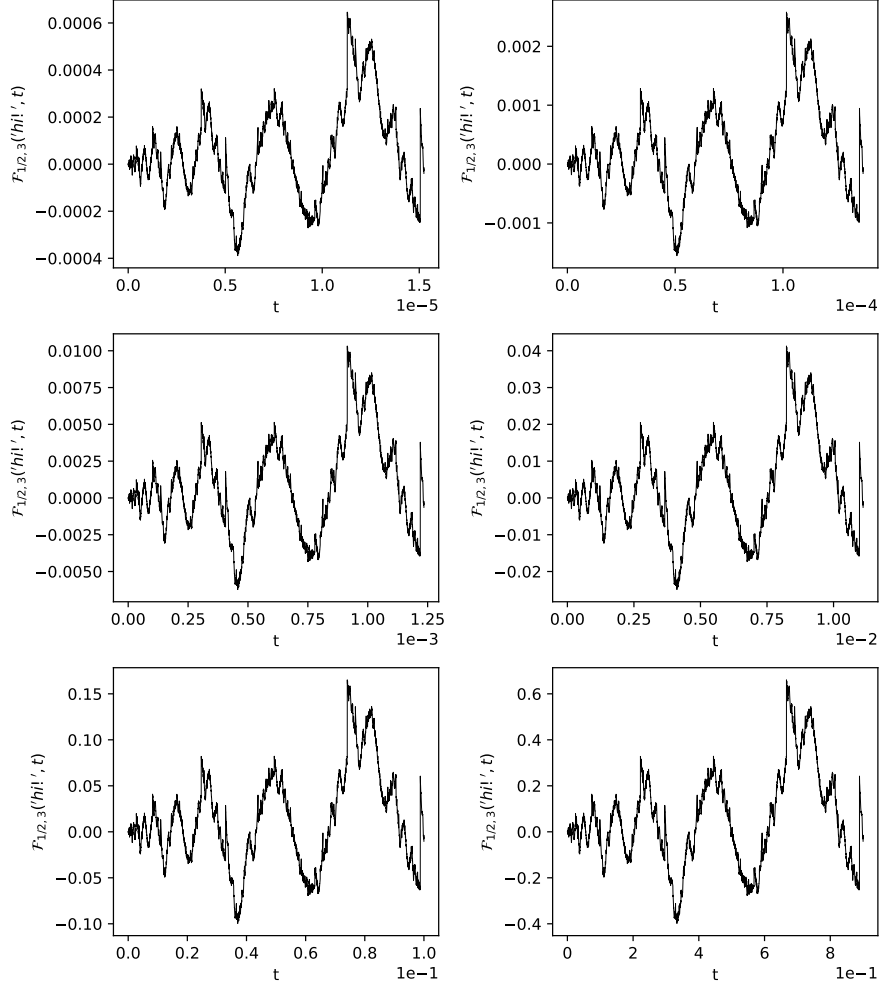 0.0006
0.0004
0.0002
0.0000
−0.0002
−0.0004
ℱ1/2, 3('hi!', t)
0.0 0.5 1.0 1.5
1e−5
t
0.002
0.001
0.000
−0.001
ℱ1/2, 3('hi!', t)
0.0 0.5 1.0
1e−4
t
0.0100
0.0075
0.0050
0.0025
0.0000
−0.0025
−0.0050
ℱ1/2, 3('hi!', t)
0.00 0.25 0.50 0.75 1.00 1.25
1e−3
t
0.04
0.03
0.02
0.01
0.00
−0.01
−0.02
ℱ1/2, 3('hi!', t)
0.00 0.25 0.50 0.75 1.00
1e−2
t
0.15
0.10
0.05
0.00
−0.05
−0.10
ℱ1/2, 3('hi!', t)
0.0 0.2 0.4 0.6 0.8 1.0
1e−1
t
0.6
0.4
0.2
0.0
−0.2
−0.4
ℱ1/2, 3('hi!', t)
0 2 4 6 8
1e−1
t